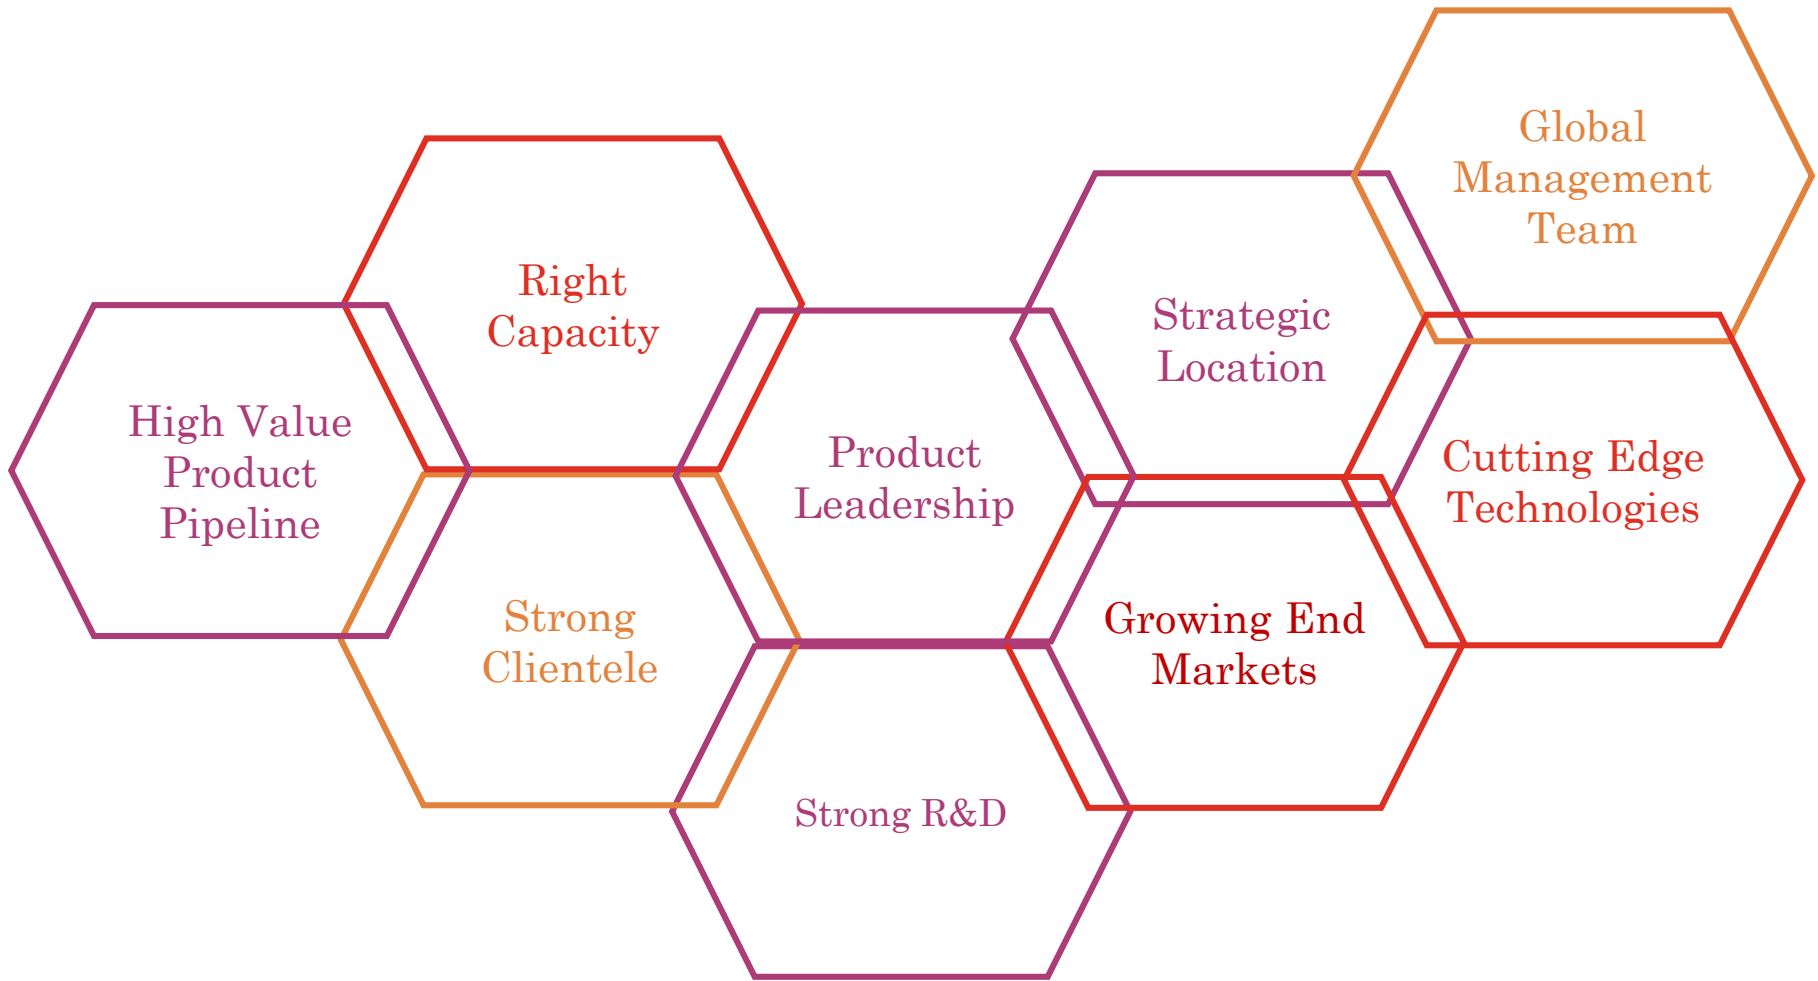 High Value
Product
Pipeline
Right
Capacity
Strong
Clientele
Product
Leadership
Strong R&D
Strategic
Location
Growing End
Markets
Global
Management
Team
Cutting Edge
Technologies